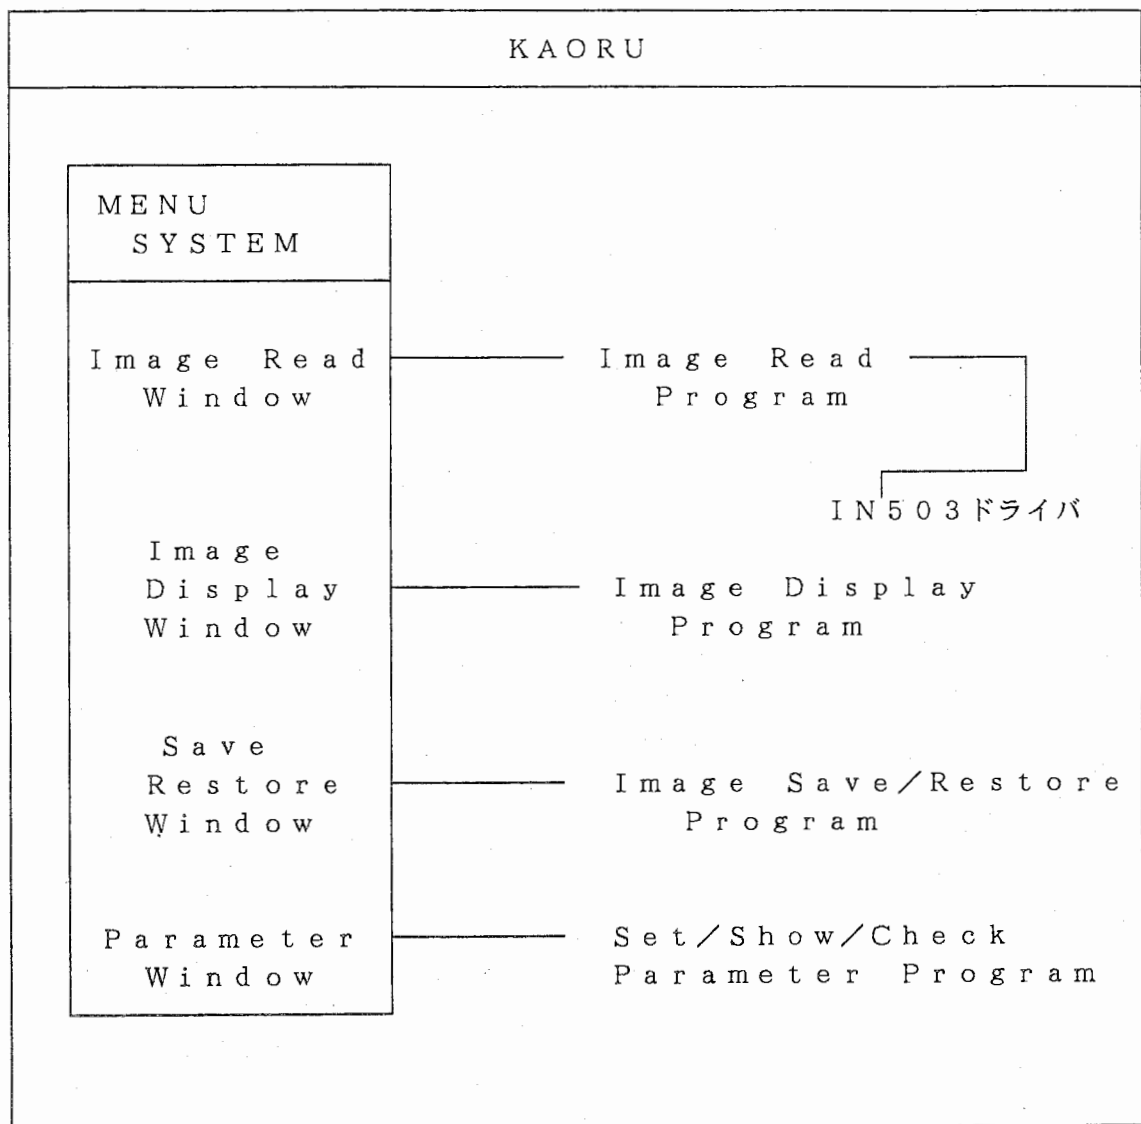 KAORU
MENU
SYSTEM
Image Read
Window
Image Read
Program
IN503ドライバ
Image
Display
Window
Image Display
Program
Save
Restore
Window
Image Save/Restore
Program
Parameter
Window
Set/Show/Check
Parameter Program